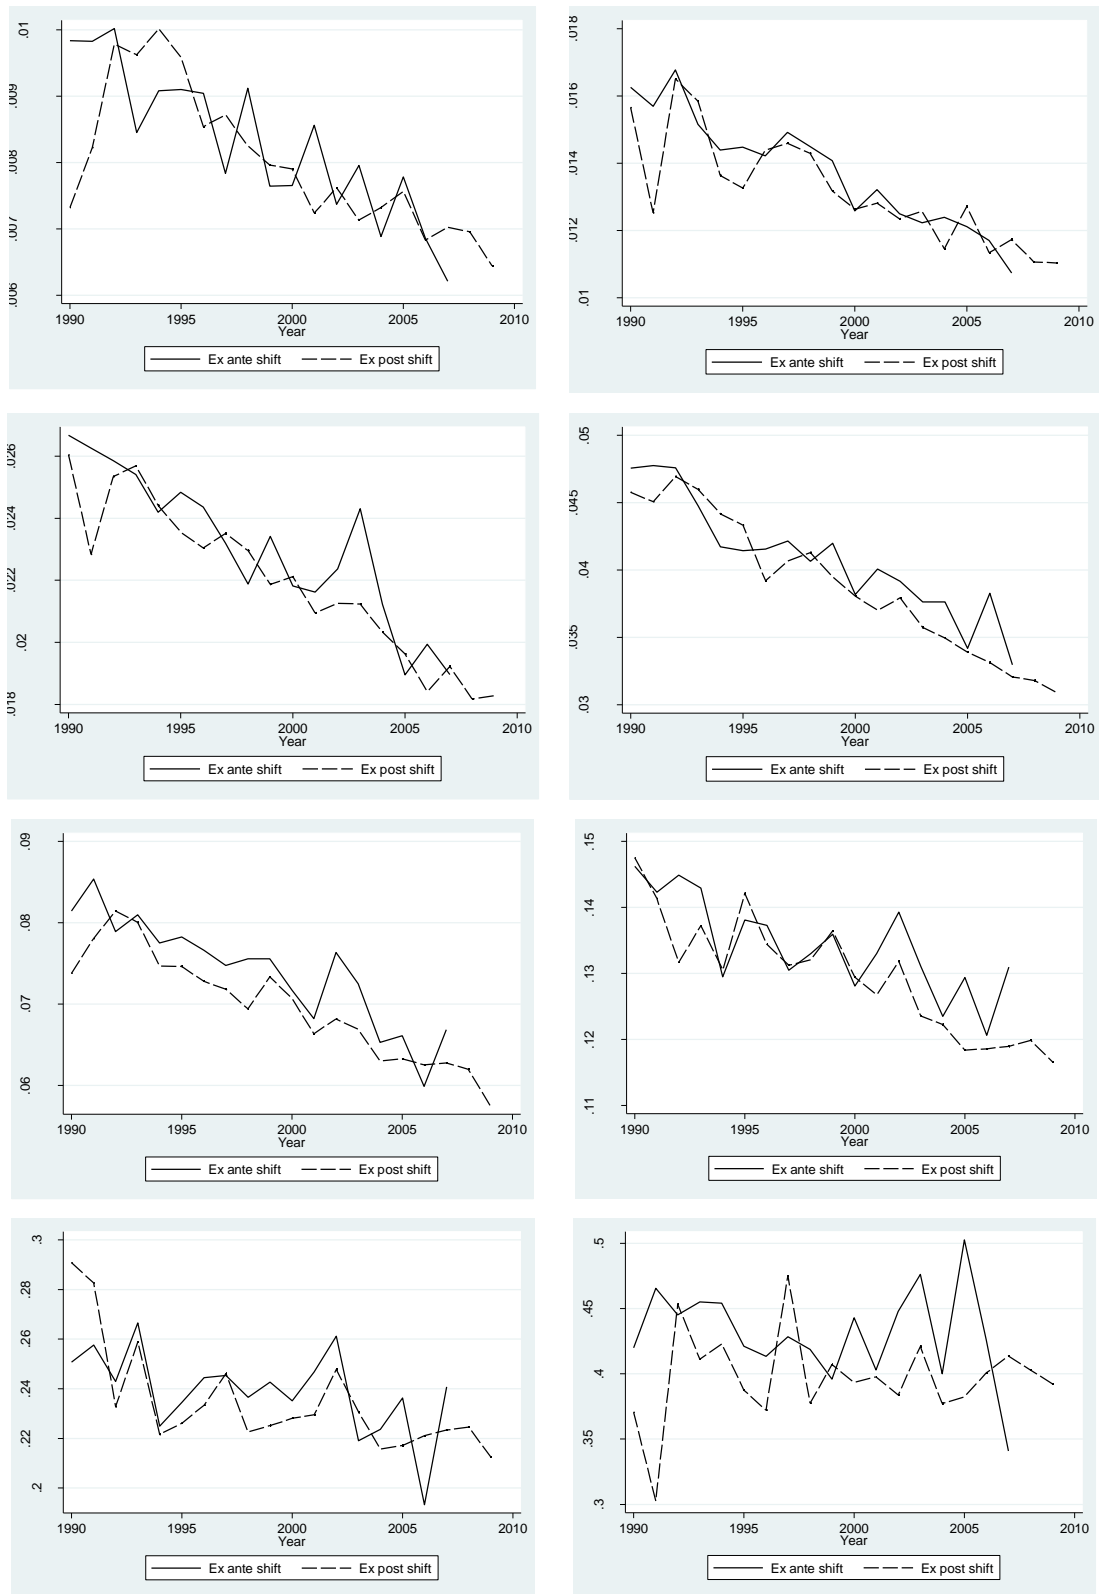 .01
.009
.008
.007
.006
1990 1995 2000 2005 2010
Year
Ex ante shift Ex post shift
.018
.016
.014
.012
.01
1990 1995 2000 2005 2010
Year
Ex ante shift Ex post shift
.026
.024
.022
.02
.018
1990 1995 2000 2005 2010
Year
Ex ante shift Ex post shift
.05
.045
.04
.035
.03
1990 1995 2000 2005 2010
Year
Ex ante shift Ex post shift
.09
.08
.07
.06
1990 1995 2000 2005 2010
Year
Ex ante shift Ex post shift
.15
.14
.13
.12
.11
1990 1995 2000 2005 2010
Year
Ex ante shift Ex post shift
.3
.28
.26
.24
.22
.2
1990 1995 2000 2005 2010
Year
Ex ante shift Ex post shift
.5
.45
.4
.35
.3
1990 1995 2000 2005 2010
Year
Ex ante shift Ex post shift